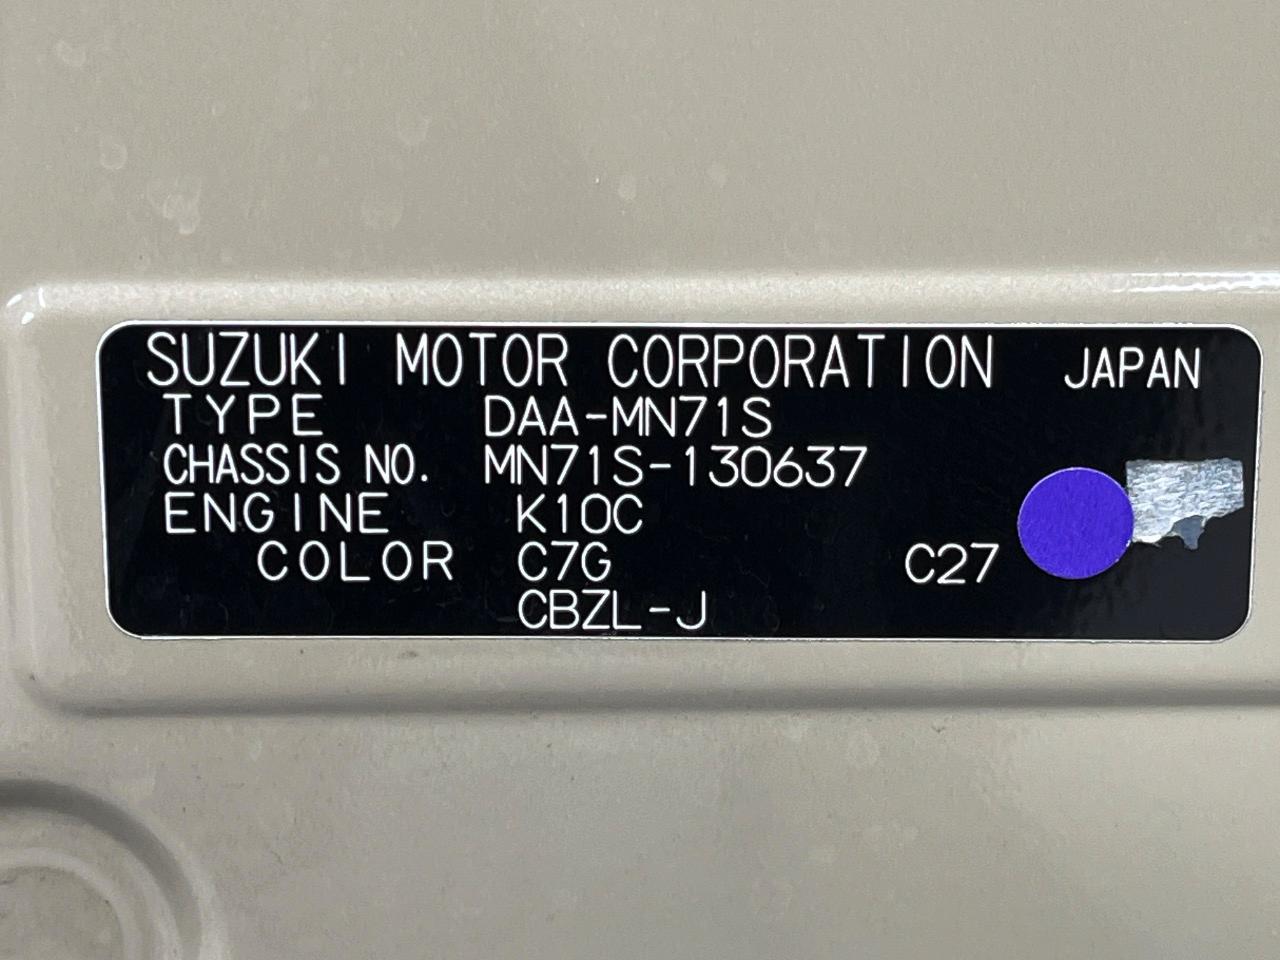 SUZUKI MOTOR CORPORATION JAPAN
TYPE DAA-MN71S
CHASSIS NO. MN71S-130637
ENGINE K10C
COLOR C7G C27
CBZL-J